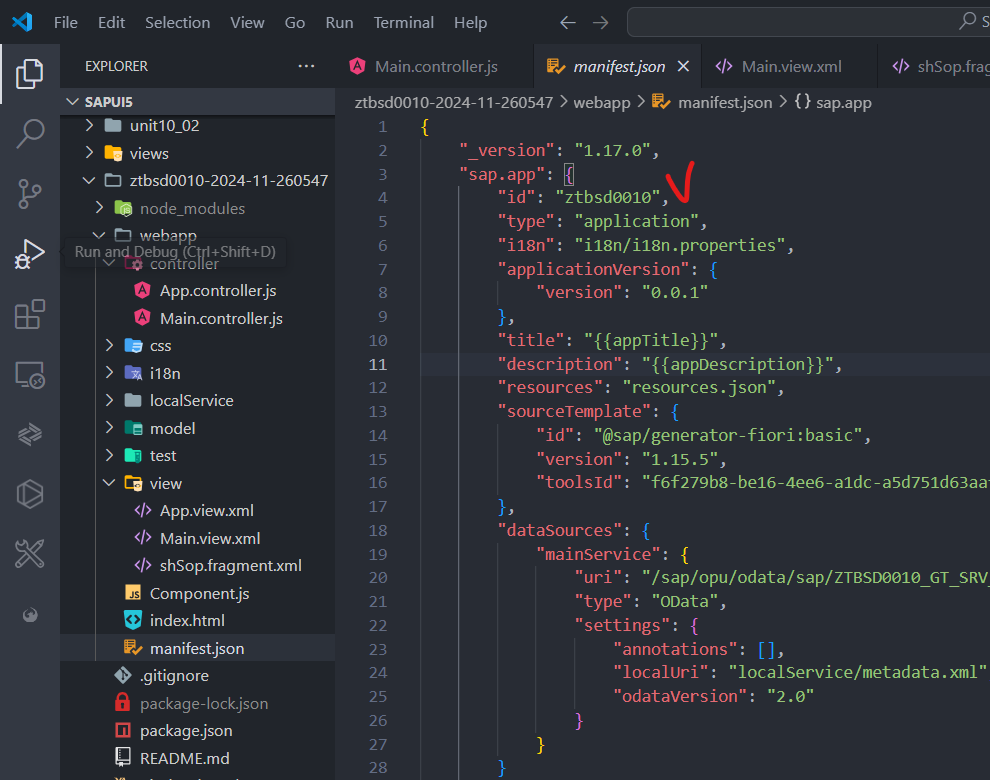 File Edit Selection View Go Run Terminal Help
EXPLORER
Main.controller.js
manifest.json
Main.view.xml
shSop.frag
SAPUI5
unit10_02
views
ztbsd0010-2024-11-260547
node_modules
webapp
Run and Debug (Ctrl+Shift+D)
controller
App.controller.js
Main.controller.js
css
i18n
localService
model
test
view
App.view.xml
Main.view.xml
shSop.fragment.xml
Component.js
index.html
manifest.json
.gitignore
package-lock.json
package.json
README.md
ztbsd0010-2024-11-260547 > webapp > manifest.json > {} sap.app
1 {
2 "_version": "1.17.0",
3 "sap.app": {
4 "id": "ztbsd0010",
5 "type": "application",
6 "i18n": "i18n/i18n.properties",
7 "applicationVersion": {
8 "version": "0.0.1"
9 },
10 "title": "{{appTitle}}",
11 "description": "{{appDescription}}",
12 "resources": "resources.json",
13 "sourceTemplate": {
14 "id": "@sap/generator-fiori:basic",
15 "version": "1.15.5",
16 "toolsId": "f6f279b8-be16-4ee6-a1dc-a5d751d63aa
17 },
18 "dataSources": {
19 "mainService": {
20 "uri": "/sap/opu/odata/sap/ZTBSD0010_GT_SRV_
21 "type": "OData",
22 "settings": {
23 "annotations": [],
24 "localUri": "localService/metadata.xml"
25 "odataVersion": "2.0"
26 }
27 }
28 }